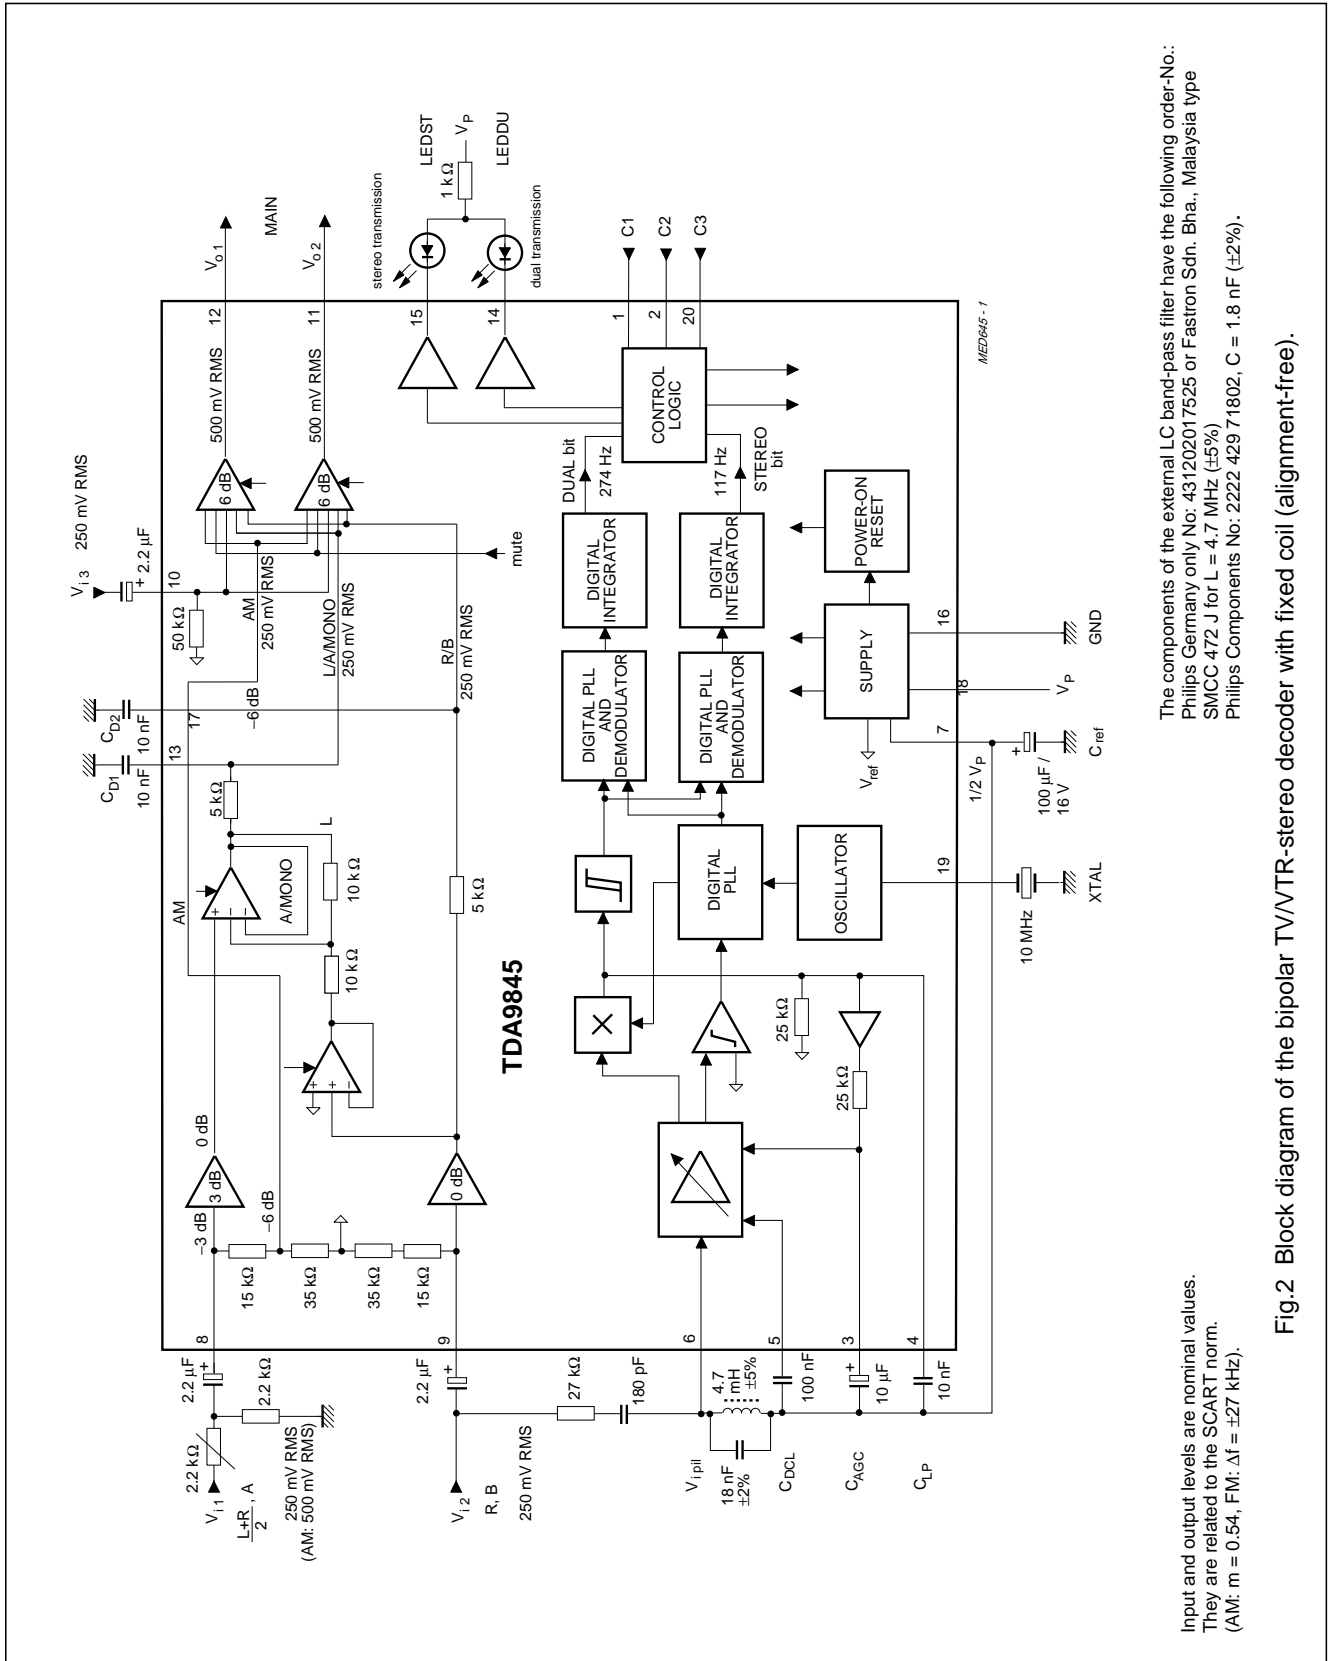 V i 3
250 mV RMS
2.2 µF
+
10
50 kΩ
AM
250 mV RMS
L/A/MONO
250 mV RMS
R/B
250 mV RMS
mute
6 dB
6 dB
500 mV RMS
12
V o 1
500 mV RMS
11
V o 2
MAIN
stereo transmission
LEDST
1 kΩ
V P
LEDDU
dual transmission
15
14
C D1
10 nF
13
C D2
10 nF
17
−6 dB
5 kΩ
AM
A/MONO
L
10 kΩ
10 kΩ
5 kΩ
+
−
−
+
+
−
0 dB
3 dB
−3 dB
−6 dB
0 dB
15 kΩ
35 kΩ
35 kΩ
15 kΩ
8
2.2 µF
+
2.2 kΩ
2.2 kΩ
V i 1
L+R
2
, A
250 mV RMS
(AM: 500 mV RMS)
9
2.2 µF
+
V i 2
R, B
250 mV RMS
27 kΩ
180 pF
TDA9845
DUAL bit
274 Hz
117 Hz
STEREO
bit
CONTROL
LOGIC
1
C1
2
C2
20
C3
DIGITAL
INTEGRATOR
DIGITAL
INTEGRATOR
DIGITAL PLL
AND
DEMODULATOR
DIGITAL PLL
AND
DEMODULATOR
DIGITAL
PLL
OSCILLATOR
POWER-ON
RESET
SUPPLY
V ref
×
25 kΩ
25 kΩ
6
V i pil
4.7
mH
±5%
18 nF
±2%
5
100 nF
C DCL
3
+
10 µF
C AGC
4
10 nF
C LP
19
10 MHz
XTAL
7
1/2 V P
+
100 µF /
16 V
C ref
18
V P
16
GND
MED645 - 1
Input and output levels are nominal values.
They are related to the SCART norm.
(AM: m = 0.54, FM: Δf = ±27 kHz).
The components of the external LC band-pass filter have the following order-No.:
Philips Germany only No: 431202017525 or Fastron Sdn. Bha., Malaysia type
SMCC 472 J for L = 4.7 MHz (±5%)
Philips Components No: 2222 429 71802, C = 1.8 nF (±2%).
Fig.2 Block diagram of the bipolar TV/VTR-stereo decoder with fixed coil (alignment-free).